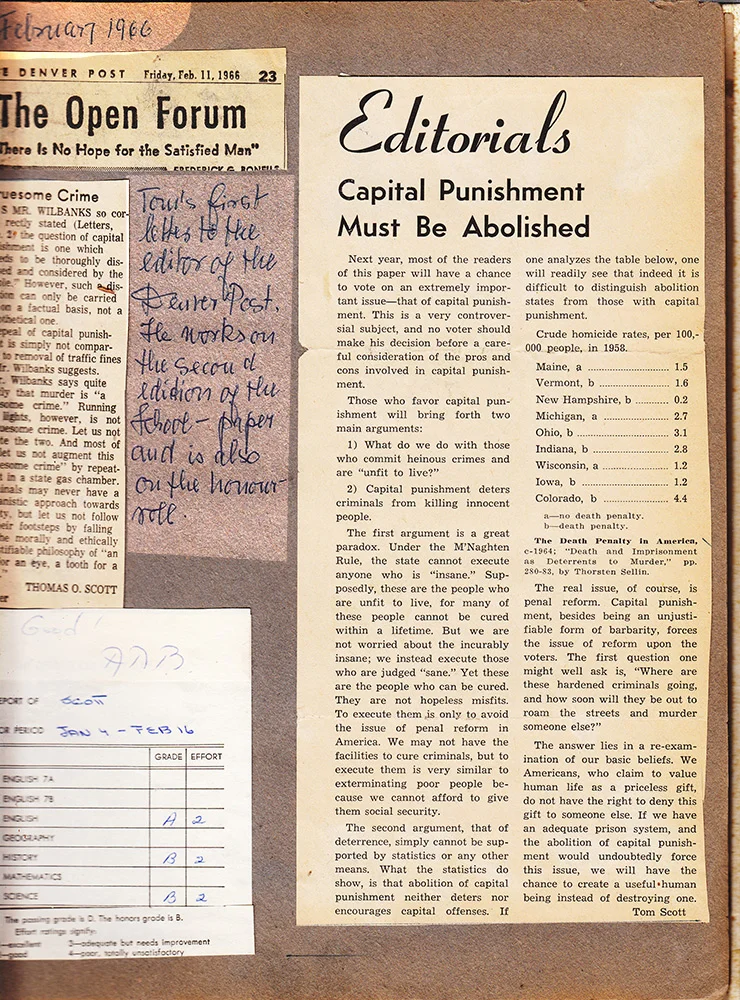 February 1966
E DENVER POST Friday, Feb. 11, 1966 23
The Open Forum
There Is No Hope for the Satisfied Man"
FREDERICK G. BONFILS
uesome Crime
S MR. WILBANKS so cor-
rectly stated (Letters,
. 2) the question of capital
ishment is one which
eds to be thoroughly dis-
sed and considered by the
ple." However, such a dis-
ion can only be carried
on a factual basis, not a
othetical one.
epeal of capital punish-
t is simply not compar-
to removal of traffic fines
r. Wilbanks suggests.
r. Wilbanks says quite
ly that murder is "a
some crime." Running
lights, however, is not
uesome crime. Let us not
te the two. And most of
let us not augment this
esome crime" by repeat-
it in a state gas chamber.
inals may never have a
anistic approach towards
ty, but let us not follow
eir footsteps by falling
he morally and ethically
tifiable philosophy of "an
or an eye, a tooth for a
"
THOMAS O. SCOTT
er
Tom's first
letter to the
editor of the
Denver Post.
He works on
the second
edition of the
School-paper
and is also
on the honour
roll.
Good!
EPORT OF SCOTT
OR PERIOD JAN 4 - FEB 16
GRADE EFFORT
ENGLISH 7A
ENGLISH 7B
ENGLISH A 2
GEOGRAPHY
HISTORY B 2
MATHEMATICS
SCIENCE B 2
The passing grade is D. The honors grade is B.
Effort ratings signify:
—excellent 3—adequate but needs improvement
—good 4—poor, totally unsatisfactory
Editorials
Capital Punishment
Must Be Abolished
Next year, most of the readers
of this paper will have a chance
to vote on an extremely impor-
tant issue—that of capital punish-
ment. This is a very controver-
sial subject, and no voter should
make his decision before a care-
ful consideration of the pros and
cons involved in capital punish-
ment.
Those who favor capital pun-
ishment will bring forth two
main arguments:
1) What do we do with those
who commit heinous crimes and
are "unfit to live?"
2) Capital punishment deters
criminals from killing innocent
people.
The first argument is a great
paradox. Under the M'Naghten
Rule, the state cannot execute
anyone who is "insane." Sup-
posedly, these are the people who
are unfit to live, for many of
these people cannot be cured
within a lifetime. But we are
not worried about the incurably
insane; we instead execute those
who are judged "sane." Yet these
are the people who can be cured.
They are not hopeless misfits.
To execute them is only to avoid
the issue of penal reform in
America. We may not have the
facilities to cure criminals, but to
execute them is very similar to
exterminating poor people be-
cause we cannot afford to give
them social security.
The second argument, that of
deterrence, simply cannot be sup-
ported by statistics or any other
means. What the statistics do
show, is that abolition of capital
punishment neither deters nor
encourages capital offenses. If
one analyzes the table below, one
will readily see that indeed it is
difficult to distinguish abolition
states from those with capital
punishment.
Crude homicide rates, per 100,-
000 people, in 1958.
Maine, a ........................ 1.5
Vermont, b ..................... 1.6
New Hampshire, b .......... 0.2
Michigan, a .................... 2.7
Ohio, b .......................... 3.1
Indiana, b ...................... 2.8
Wisconsin, a ................... 1.2
Iowa, b .......................... 1.2
Colorado, b .................... 4.4
a—no death penalty.
b—death penalty.
The Death Penalty in America,
c-1964; "Death and Imprisonment
as Deterrents to Murder," pp.
280-83, by Thorsten Sellin.
The real issue, of course, is
penal reform. Capital punish-
ment, besides being an unjusti-
fiable form of barbarity, forces
the issue of reform upon the
voters. The first question one
might well ask is, "Where are
these hardened criminals going,
and how soon will they be out to
roam the streets and murder
someone else?"
The answer lies in a re-exam-
ination of our basic beliefs. We
Americans, who claim to value
human life as a priceless gift,
do not have the right to deny this
gift to someone else. If we have
an adequate prison system, and
the abolition of capital punish-
ment would undoubtedly force
this issue, we will have the
chance to create a useful human
being instead of destroying one.
Tom Scott